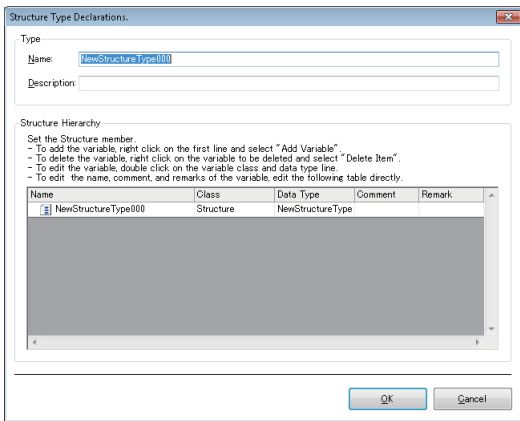 Structure Type Declarations.
Type
Name: NewStructureType000
Description:
Structure Hierarchy
Set the Structure member.
- To add the variable, right click on the first line and select "Add Variable".
- To delete the variable, right click on the variable to be deleted and select "Delete Item".
- To edit the variable, double click on the variable class and data type line.
- To edit the name, comment, and remarks of the variable, edit the following table directly.
Name Class Data Type Comment Remark
NewStructureType000 Structure NewStructureType
OK Cancel